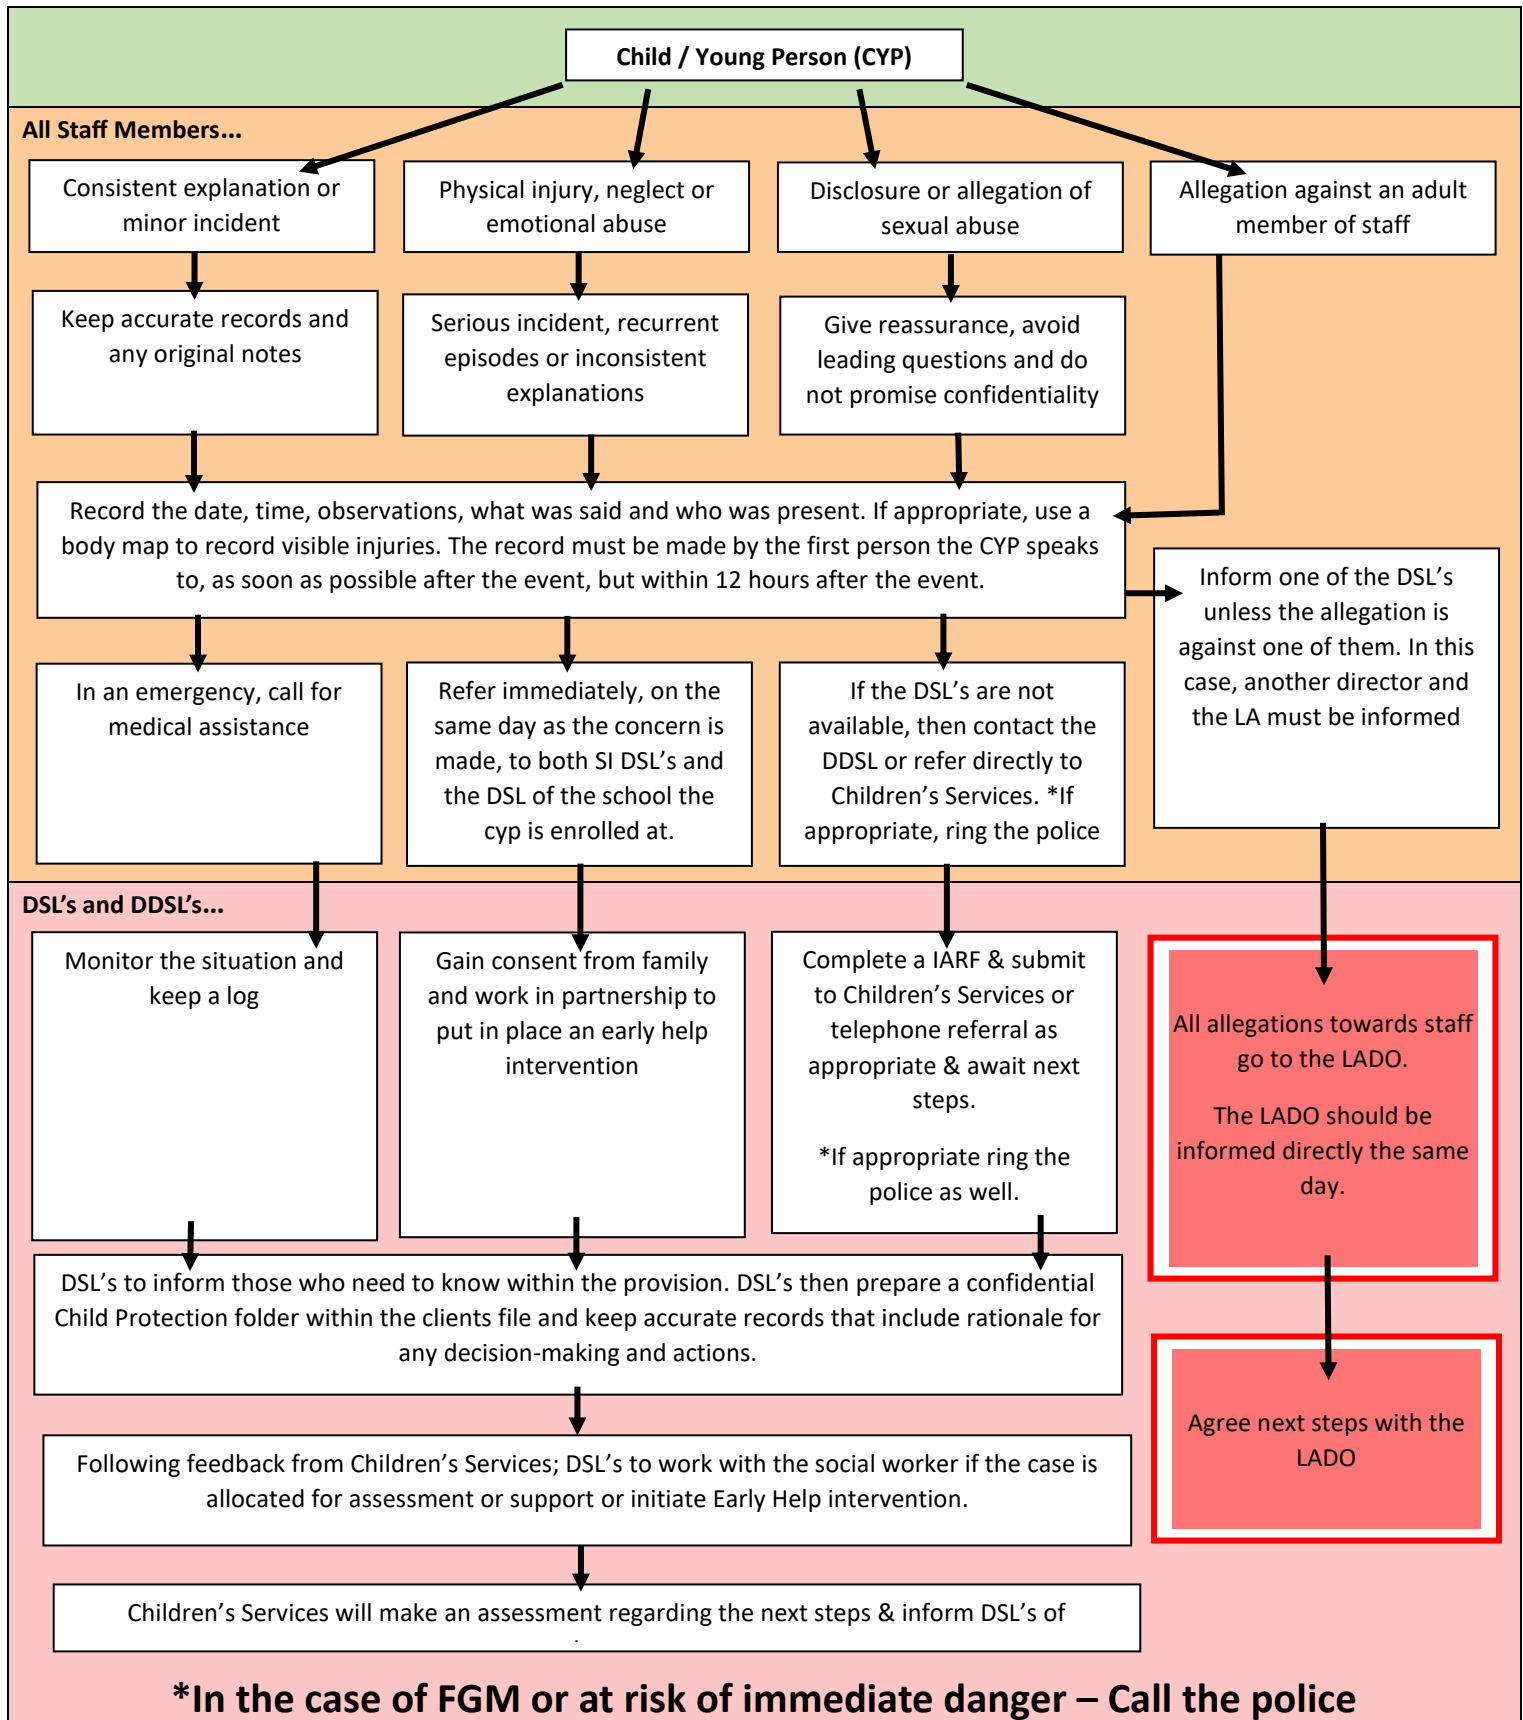 Child / Young Person (CYP)
All Staff Members...
Consistent explanation or
minor incident
Physical injury, neglect or
emotional abuse
Disclosure or allegation of
sexual abuse
Allegation against an adult
member of staff
Keep accurate records and
any original notes
Serious incident, recurrent
episodes or inconsistent
explanations
Give reassurance, avoid
leading questions and do
not promise confidentiality
Record the date, time, observations, what was said and who was present. If appropriate, use a
body map to record visible injuries. The record must be made by the first person the CYP speaks
to, as soon as possible after the event, but within 12 hours after the event.
Inform one of the DSL’s
unless the allegation is
against one of them. In this
case, another director and
the LA must be informed
In an emergency, call for
medical assistance
Refer immediately, on the
same day as the concern is
made, to both SI DSL’s and
the DSL of the school the
cyp is enrolled at.
If the DSL’s are not
available, then contact the
DDSL or refer directly to
Children’s Services. *If
appropriate, ring the police
DSL’s and DDSL’s...
Monitor the situation and
keep a log
Gain consent from family
and work in partnership to
put in place an early help
intervention
Complete a IARF & submit
to Children’s Services or
telephone referral as
appropriate & await next
steps.
*If appropriate ring the
police as well.
All allegations towards staff
go to the LADO.
The LADO should be
informed directly the same
day.
DSL’s to inform those who need to know within the provision. DSL’s then prepare a confidential
Child Protection folder within the clients file and keep accurate records that include rationale for
any decision-making and actions.
Agree next steps with the
LADO
Following feedback from Children’s Services; DSL’s to work with the social worker if the case is
allocated for assessment or support or initiate Early Help intervention.
Children’s Services will make an assessment regarding the next steps & inform DSL’s of
*In the case of FGM or at risk of immediate danger – Call the police